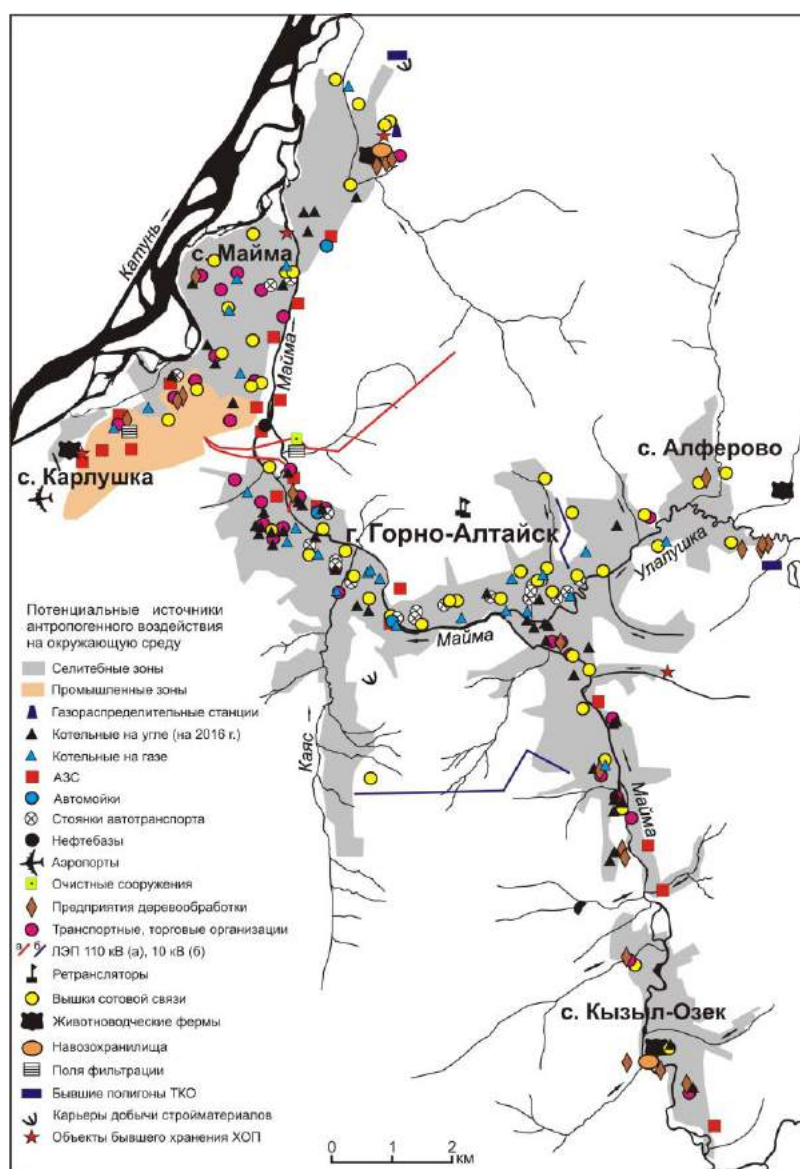 Катунь
с. Майма
Майма
с. Карлушка
с. Алферово
г. Горно-Алтайск
Улалушка
Майма
Каяс
Майма
с. Кызыл-Озек
Потенциальные источники
антропогенного воздействия
на окружающую среду
Селитебные зоны
Промышленные зоны
Газораспределительные станции
Котельные на угле (на 2016 г.)
Котельные на газе
АЗС
Автомойки
Стоянки автотранспорта
Нефтебазы
Аэропорты
Очистные сооружения
Предприятия деревообработки
Транспортные, торговые организации
а б ЛЭП 110 кВ (а), 10 кВ (б)
Ретрансляторы
Вышки сотовой связи
Животноводческие фермы
Навозохранилища
Поля фильтрации
Бывшие полигоны ТКО
Карьеры добычи стройматериалов
Объекты бывшего хранения ХОП
0 1 2
км